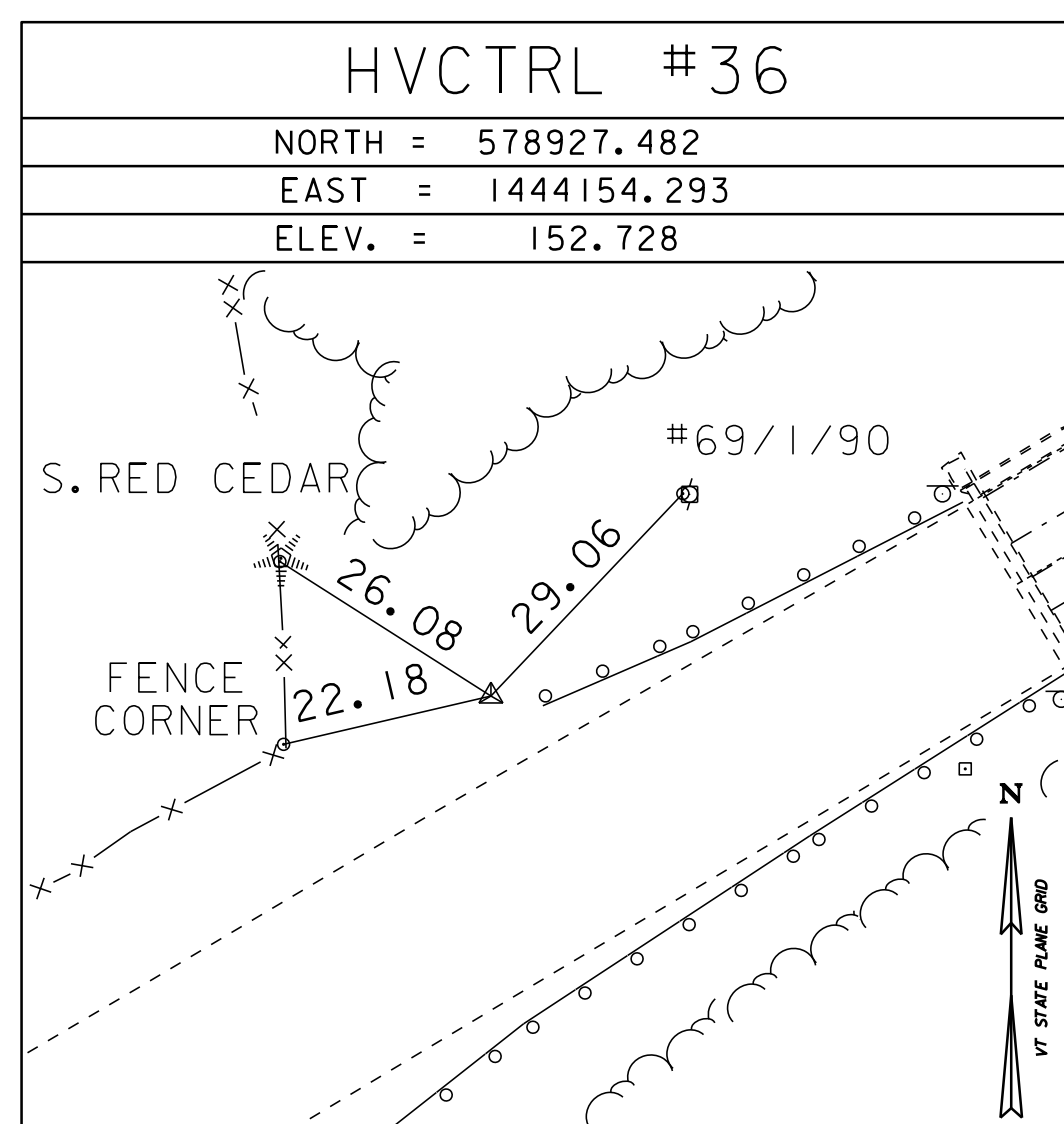 HVCTRL #36
NORTH = 578927.482
EAST = 1444154.293
ELEV. = 152.728
#69/1/90
S. RED CEDAR
26.08
29.06
FENCE
CORNER
22.18
N
VT STATE PLANE GRID